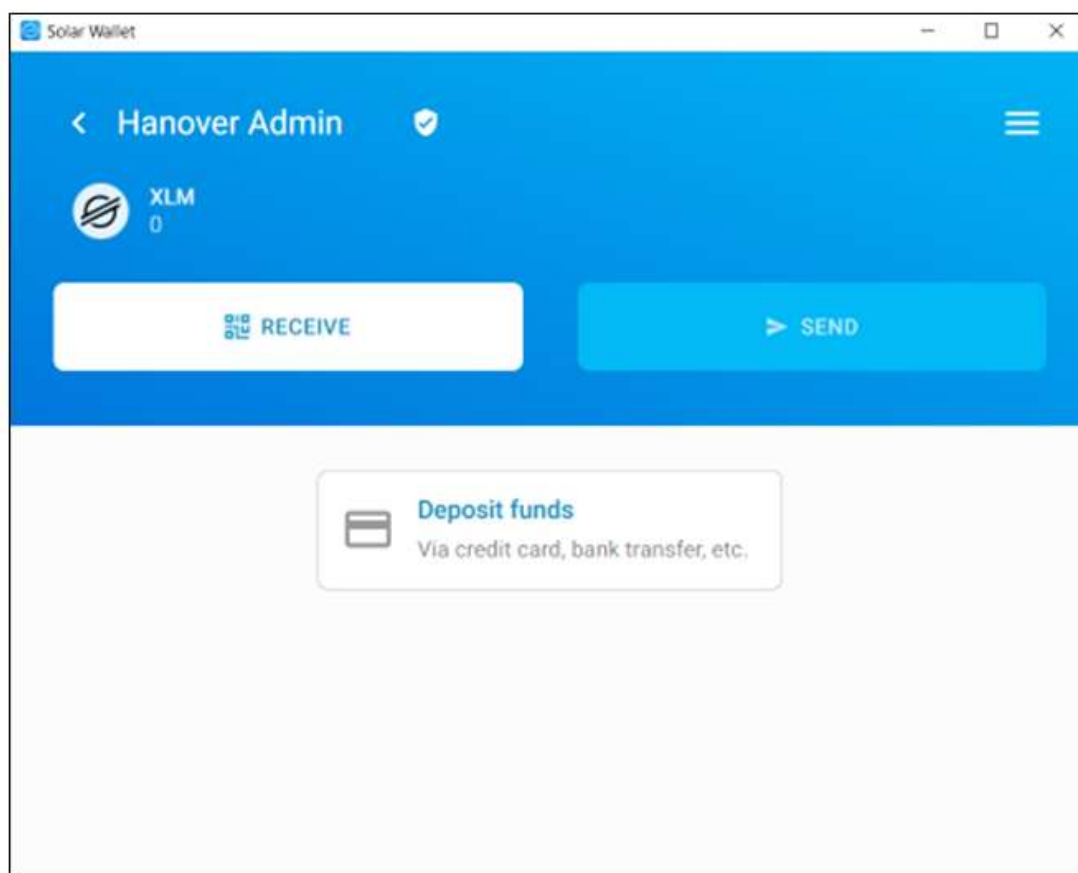 Solar Wallet
Hanover Admin
XLM
0
RECEIVE
SEND
Deposit funds
Via credit card, bank transfer, etc.